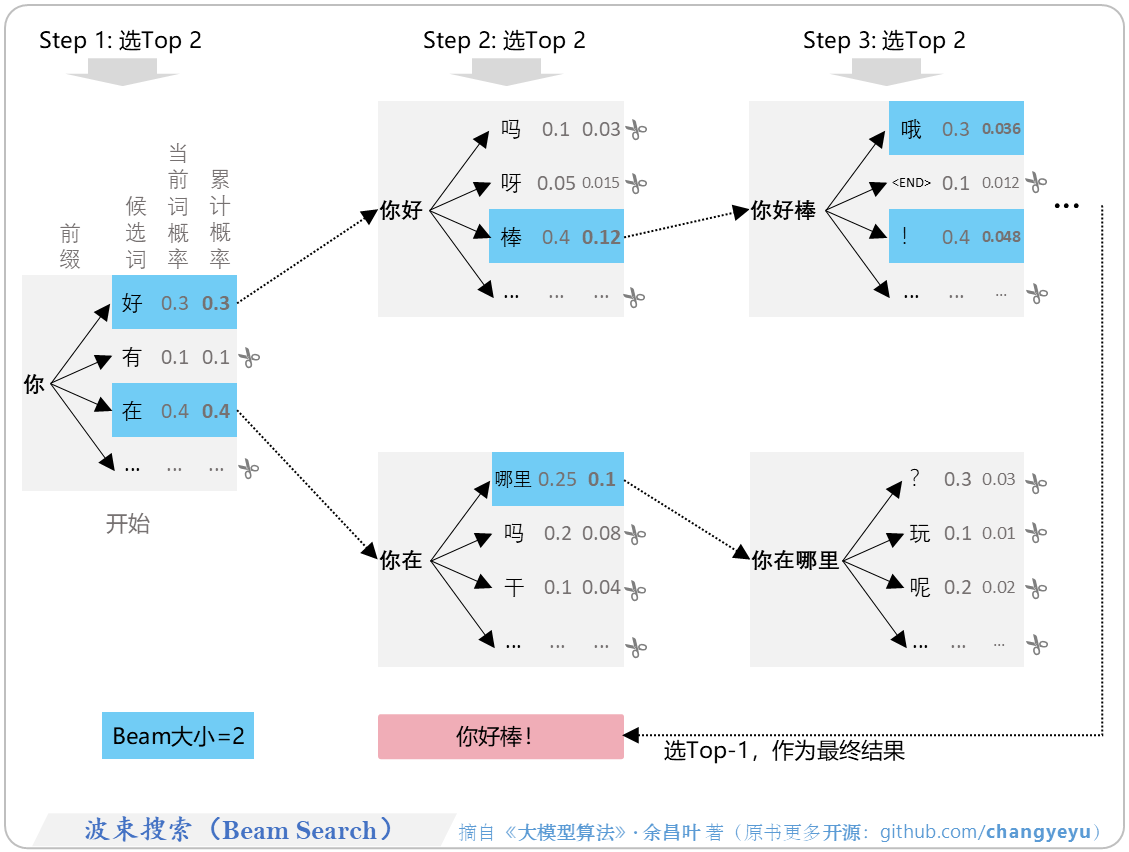 Step 1: 选Top 2
Step 2: 选Top 2
Step 3: 选Top 2
前缀
候选词
当前词概率
累计概率
你
好 0.3 0.3
有 0.1 0.1
在 0.4 0.4
... ... ...
开始
你好
吗 0.1 0.03
呀 0.05 0.015
棒 0.4 0.12
... ... ...
你好棒
哦 0.3 0.036
<END> 0.1 0.012
！ 0.4 0.048
... ... ...
...
你在
哪里 0.25 0.1
吗 0.2 0.08
干 0.1 0.04
... ... ...
你在哪里
？ 0.3 0.03
玩 0.1 0.01
呢 0.2 0.02
... ... ...
Beam大小=2
你好棒！
选Top-1，作为最终结果
波束搜索（Beam Search）
摘自《大模型算法》· 余昌叶 著（原书更多开源：github.com/changyeyu）